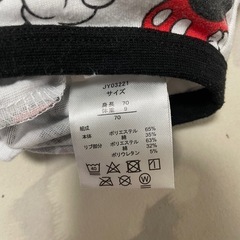 JY03221
サイズ
身長 70
体重 9
70
組成 ポリエステル 65%
綿 35%
リブ部分 ポリエステル 63%
綿 32%
ポリウレタン 5%